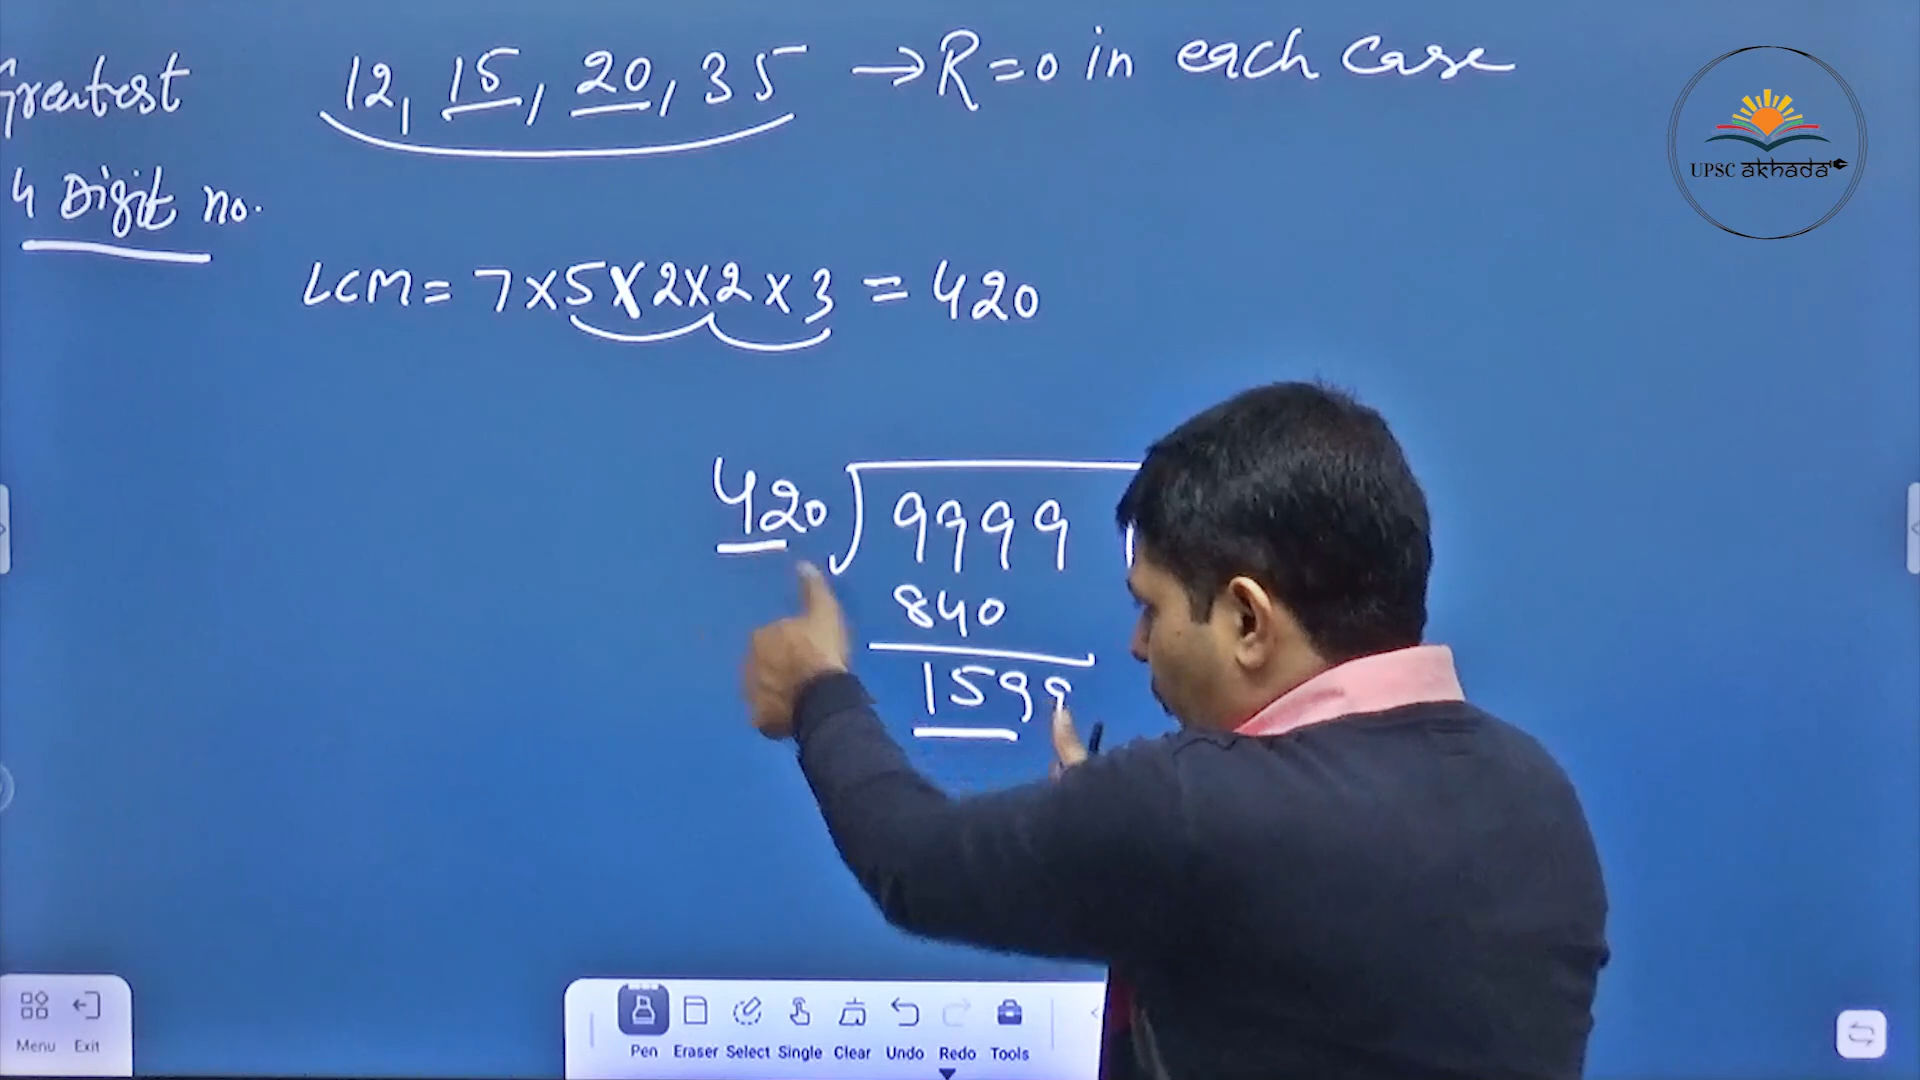 Greatest 12, 15, 20, 35 → R=0 in each case
4 Digit no.
LCM = 7×5×2×2×3 = 420
420) 9999
840
1599
UPSC akhada
Menu Exit
Pen Eraser Select Single Clear Undo Redo Tools